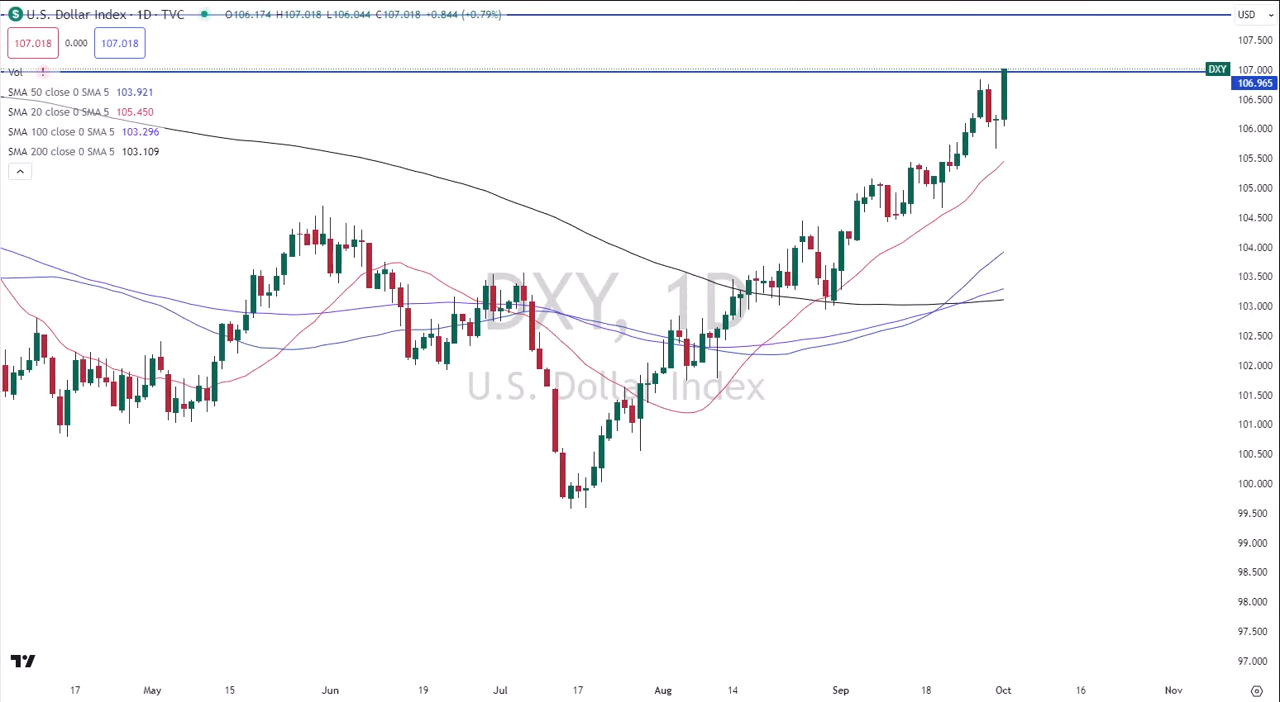 U.S. Dollar Index · 1D · TVC O106.174 H107.018 L106.044 C107.018 +0.844 (+0.79%)
USD
107.018 0.000 107.018
Vol !
SMA 50 close 0 SMA 5 103.921
SMA 20 close 0 SMA 5 105.450
SMA 100 close 0 SMA 5 103.296
SMA 200 close 0 SMA 5 103.109
DXY, 1D
U.S. Dollar Index
107.500
DXY 107.000
106.965
106.500
106.000
105.500
105.000
104.500
104.000
103.500
103.000
102.500
102.000
101.500
101.000
100.500
100.000
99.500
99.000
98.500
98.000
97.500
97.000
17 May 15 Jun 19 Jul 17 Aug 14 Sep 18 Oct 16 Nov